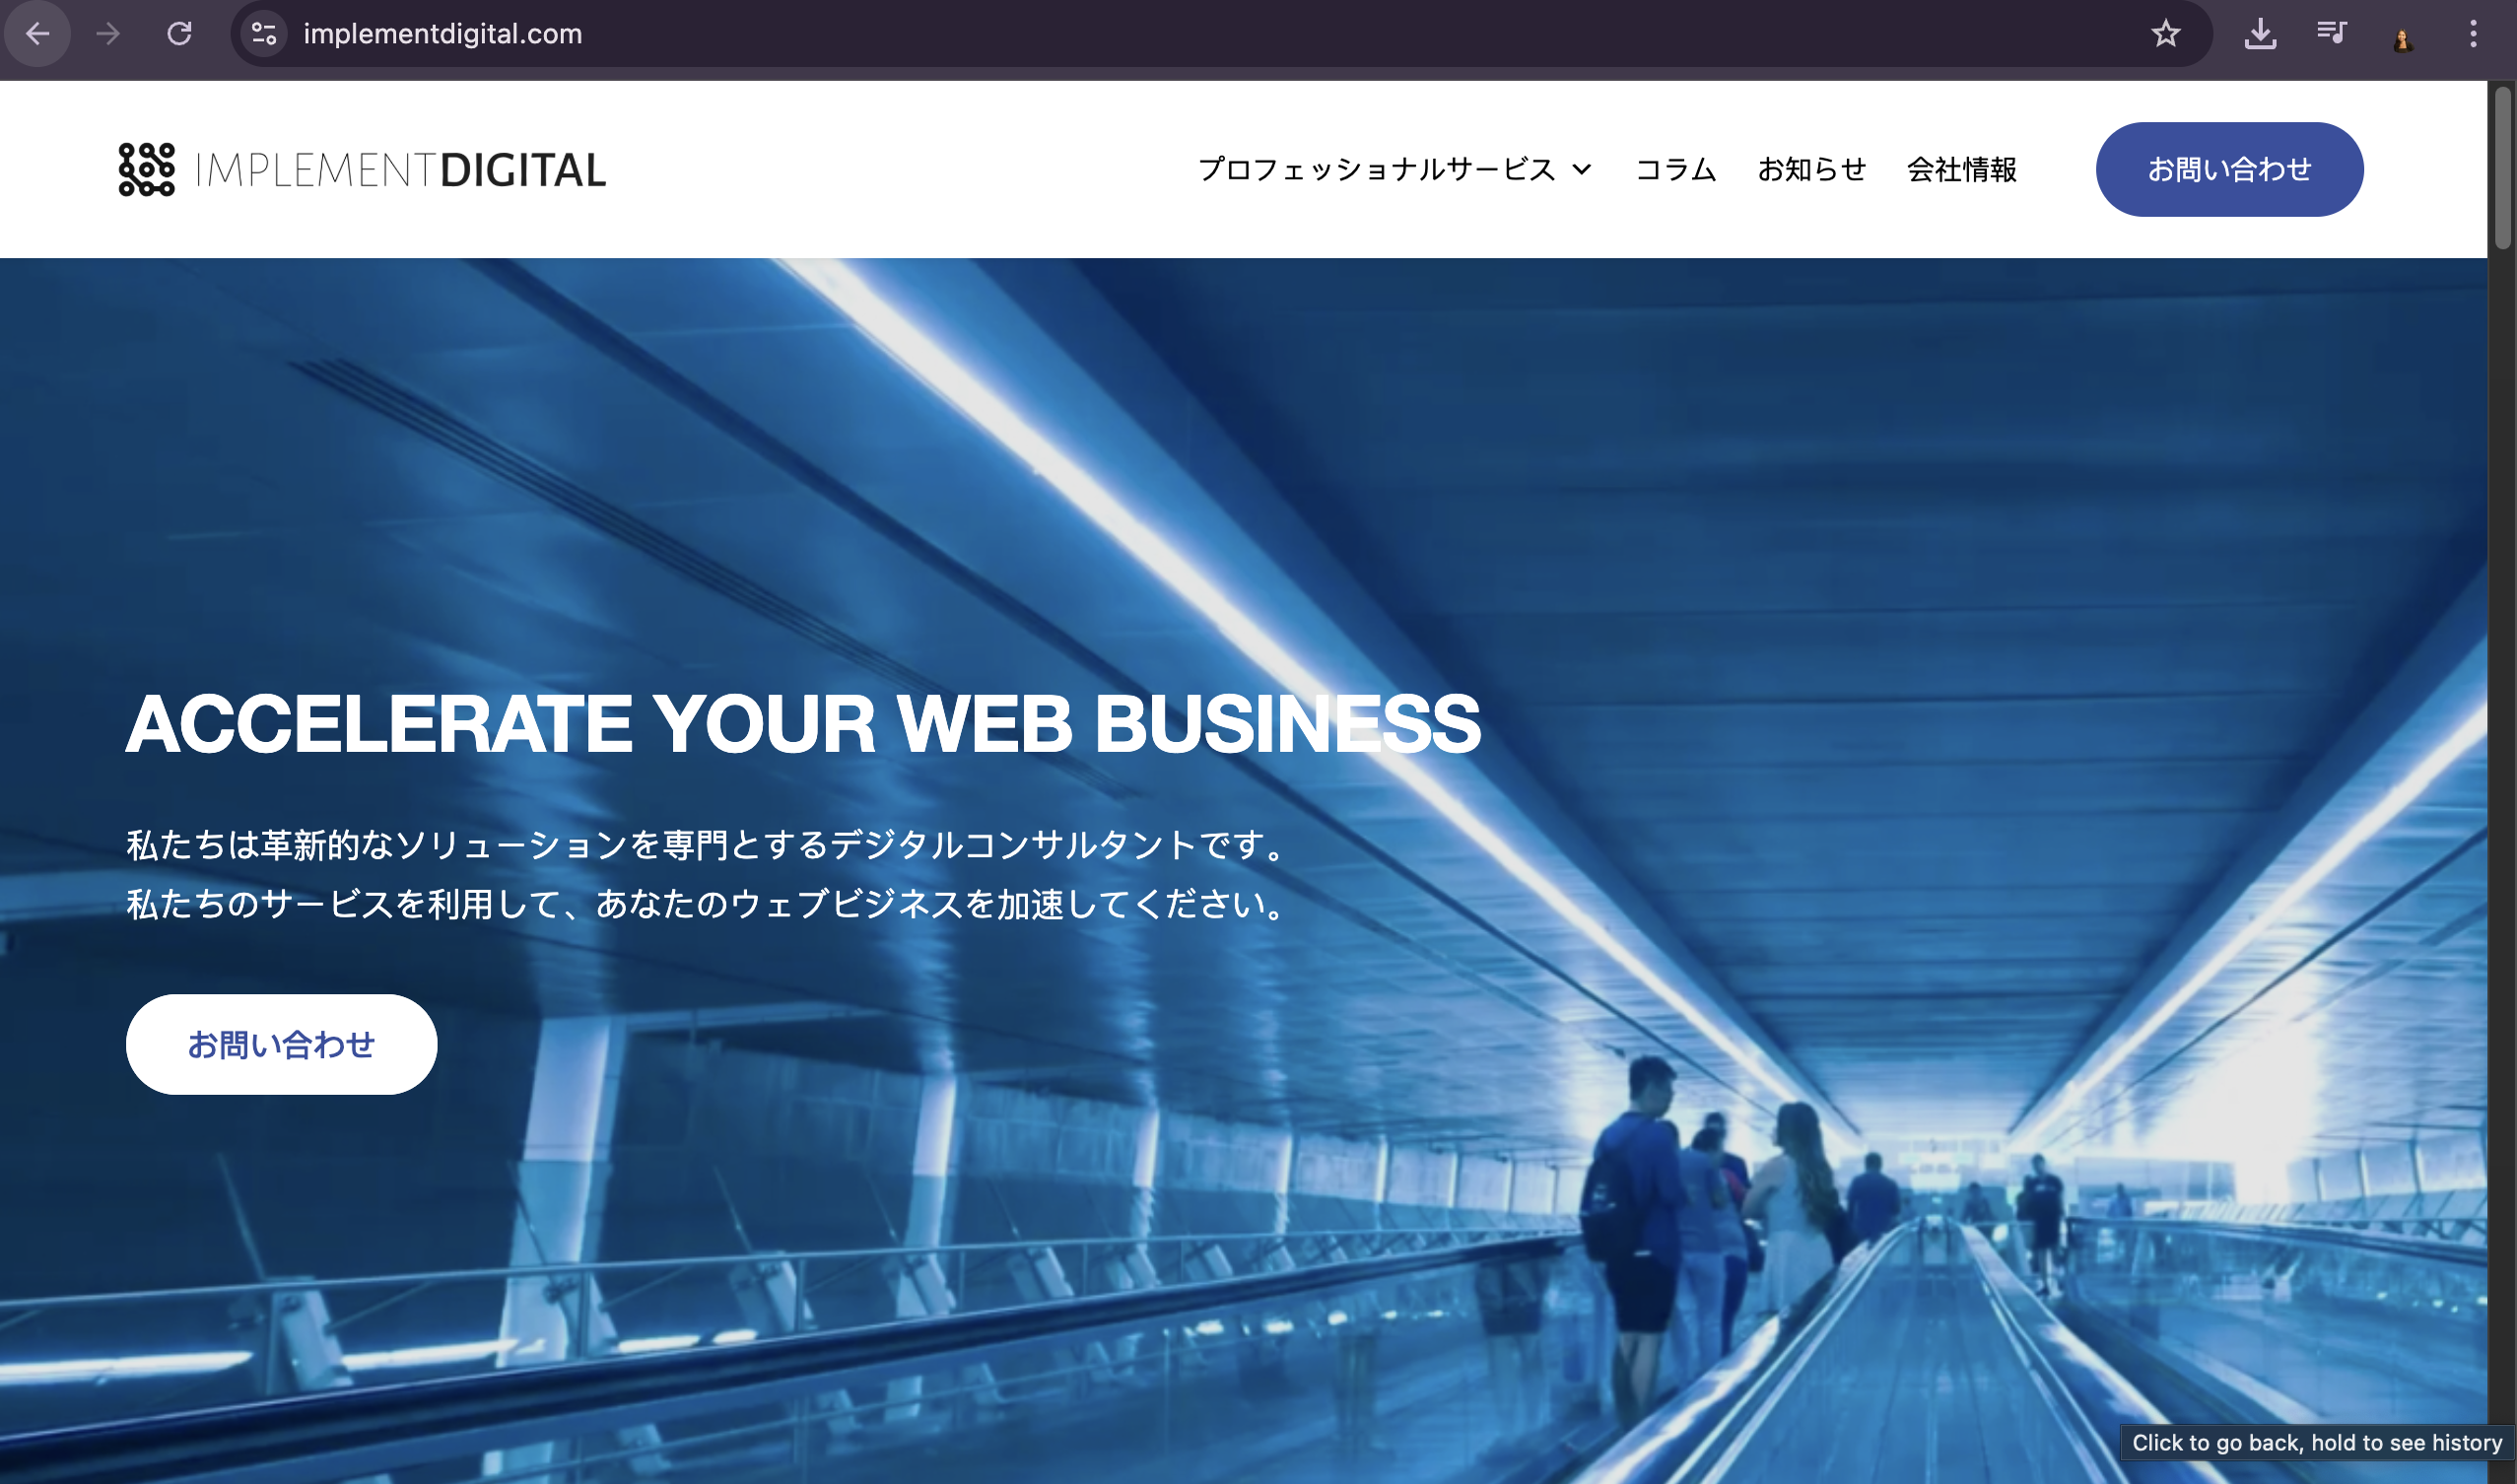 implementdigital.com
IMPLEMENTDIGITAL
プロフェッショナルサービス コラム お知らせ 会社情報 お問い合わせ
ACCELERATE YOUR WEB BUSINESS
私たちは革新的なソリューションを専門とするデジタルコンサルタントです。
私たちのサービスを利用して、あなたのウェブビジネスを加速してください。
お問い合わせ
Click to go back, hold to see history